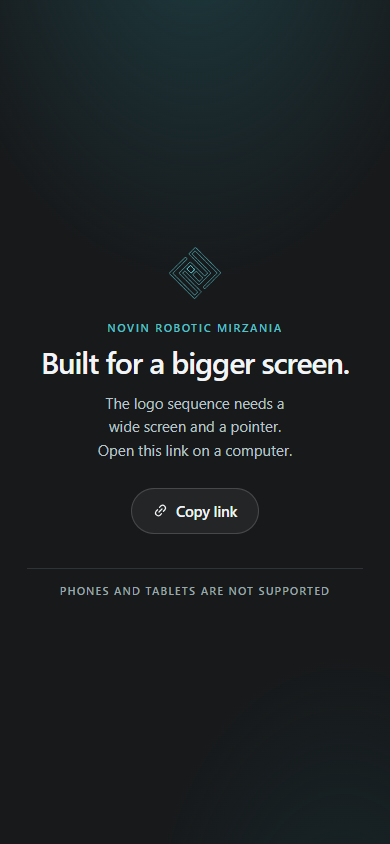 NOVIN ROBOTIC MIRZANIA
Built for a bigger screen.
The logo sequence needs a
wide screen and a pointer.
Open this link on a computer.
Copy link
PHONES AND TABLETS ARE NOT SUPPORTED